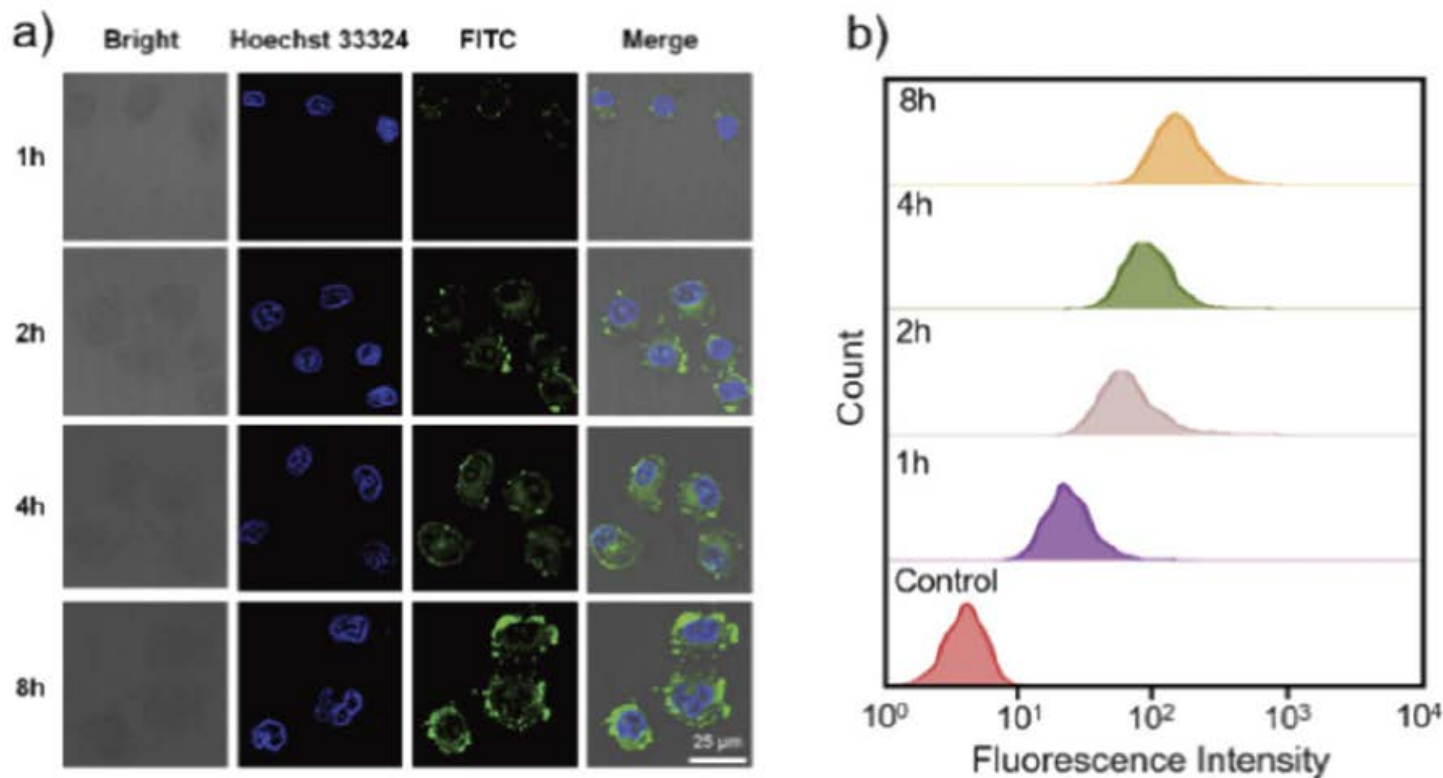 a)
Bright Hoechst 33324 FITC Merge
1h
2h
4h
8h
25 µm
b)
8h
4h
2h
1h
Control
Count
10⁰ 10¹ 10² 10³ 10⁴
Fluorescence Intensity